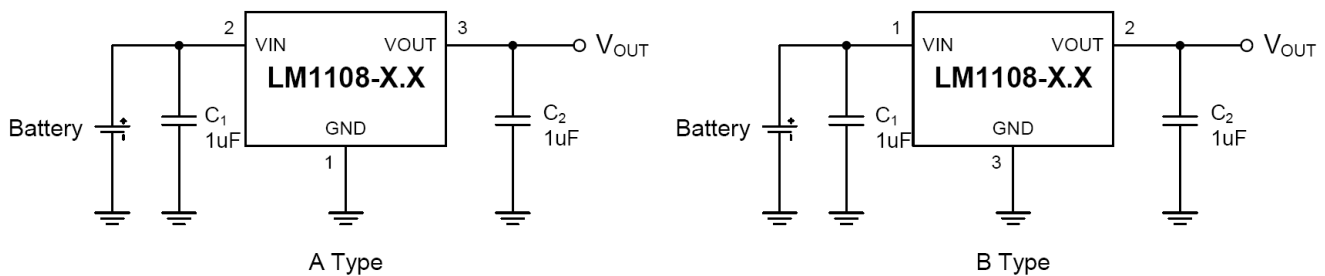 2 VIN VOUT 3 VOUT
LM1108-X.X
Battery + C1 1uF GND C2 1uF
1
A Type
1 VIN VOUT 2 VOUT
LM1108-X.X
Battery + C1 1uF GND C2 1uF
3
B Type